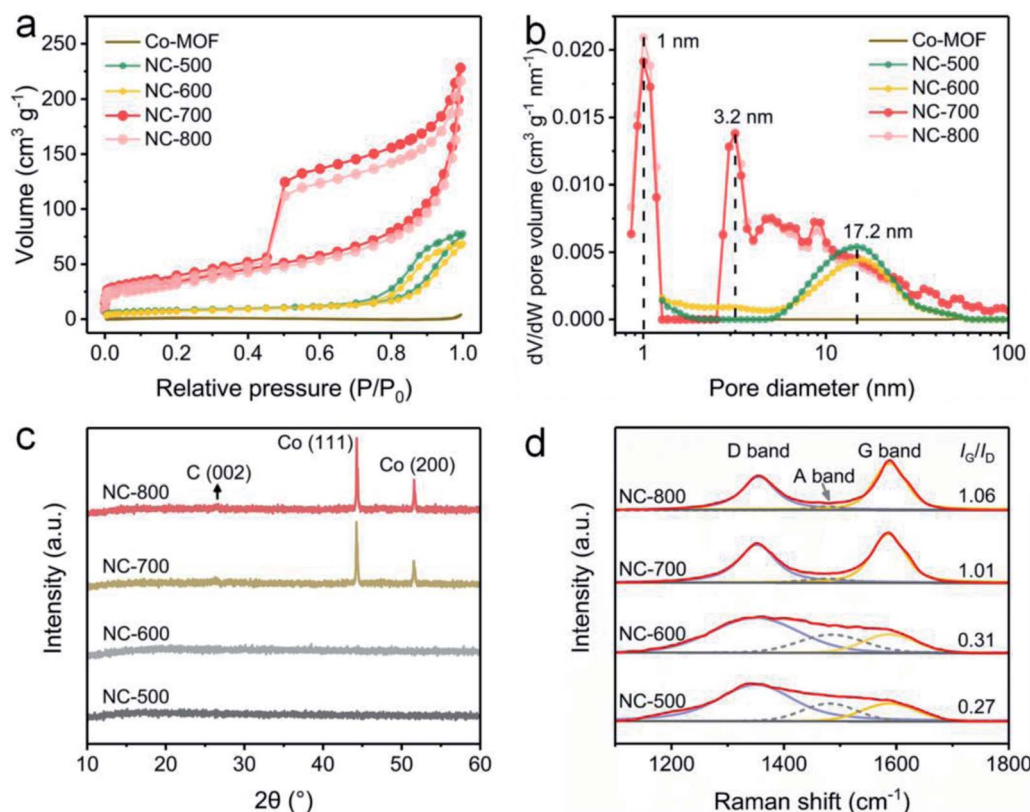 a
Co-MOF
NC-500
NC-600
NC-700
NC-800
250
200
150
100
50
0
Volume (cm³ g⁻¹)
0.0 0.2 0.4 0.6 0.8 1.0
Relative pressure (P/P₀)
b
1 nm
3.2 nm
17.2 nm
Co-MOF
NC-500
NC-600
NC-700
NC-800
0.020
0.015
0.010
0.005
0.000
dV/dW pore volume (cm³ g⁻¹ nm⁻¹)
1 10 100
Pore diameter (nm)
c
Co (111)
Co (200)
C (002)
NC-800
NC-700
NC-600
NC-500
Intensity (a.u.)
10 20 30 40 50 60
2θ (°)
d
D band
A band
G band
I_G/I_D
NC-800 1.06
NC-700 1.01
NC-600 0.31
NC-500 0.27
Intensity (a.u.)
1200 1400 1600 1800
Raman shift (cm⁻¹)